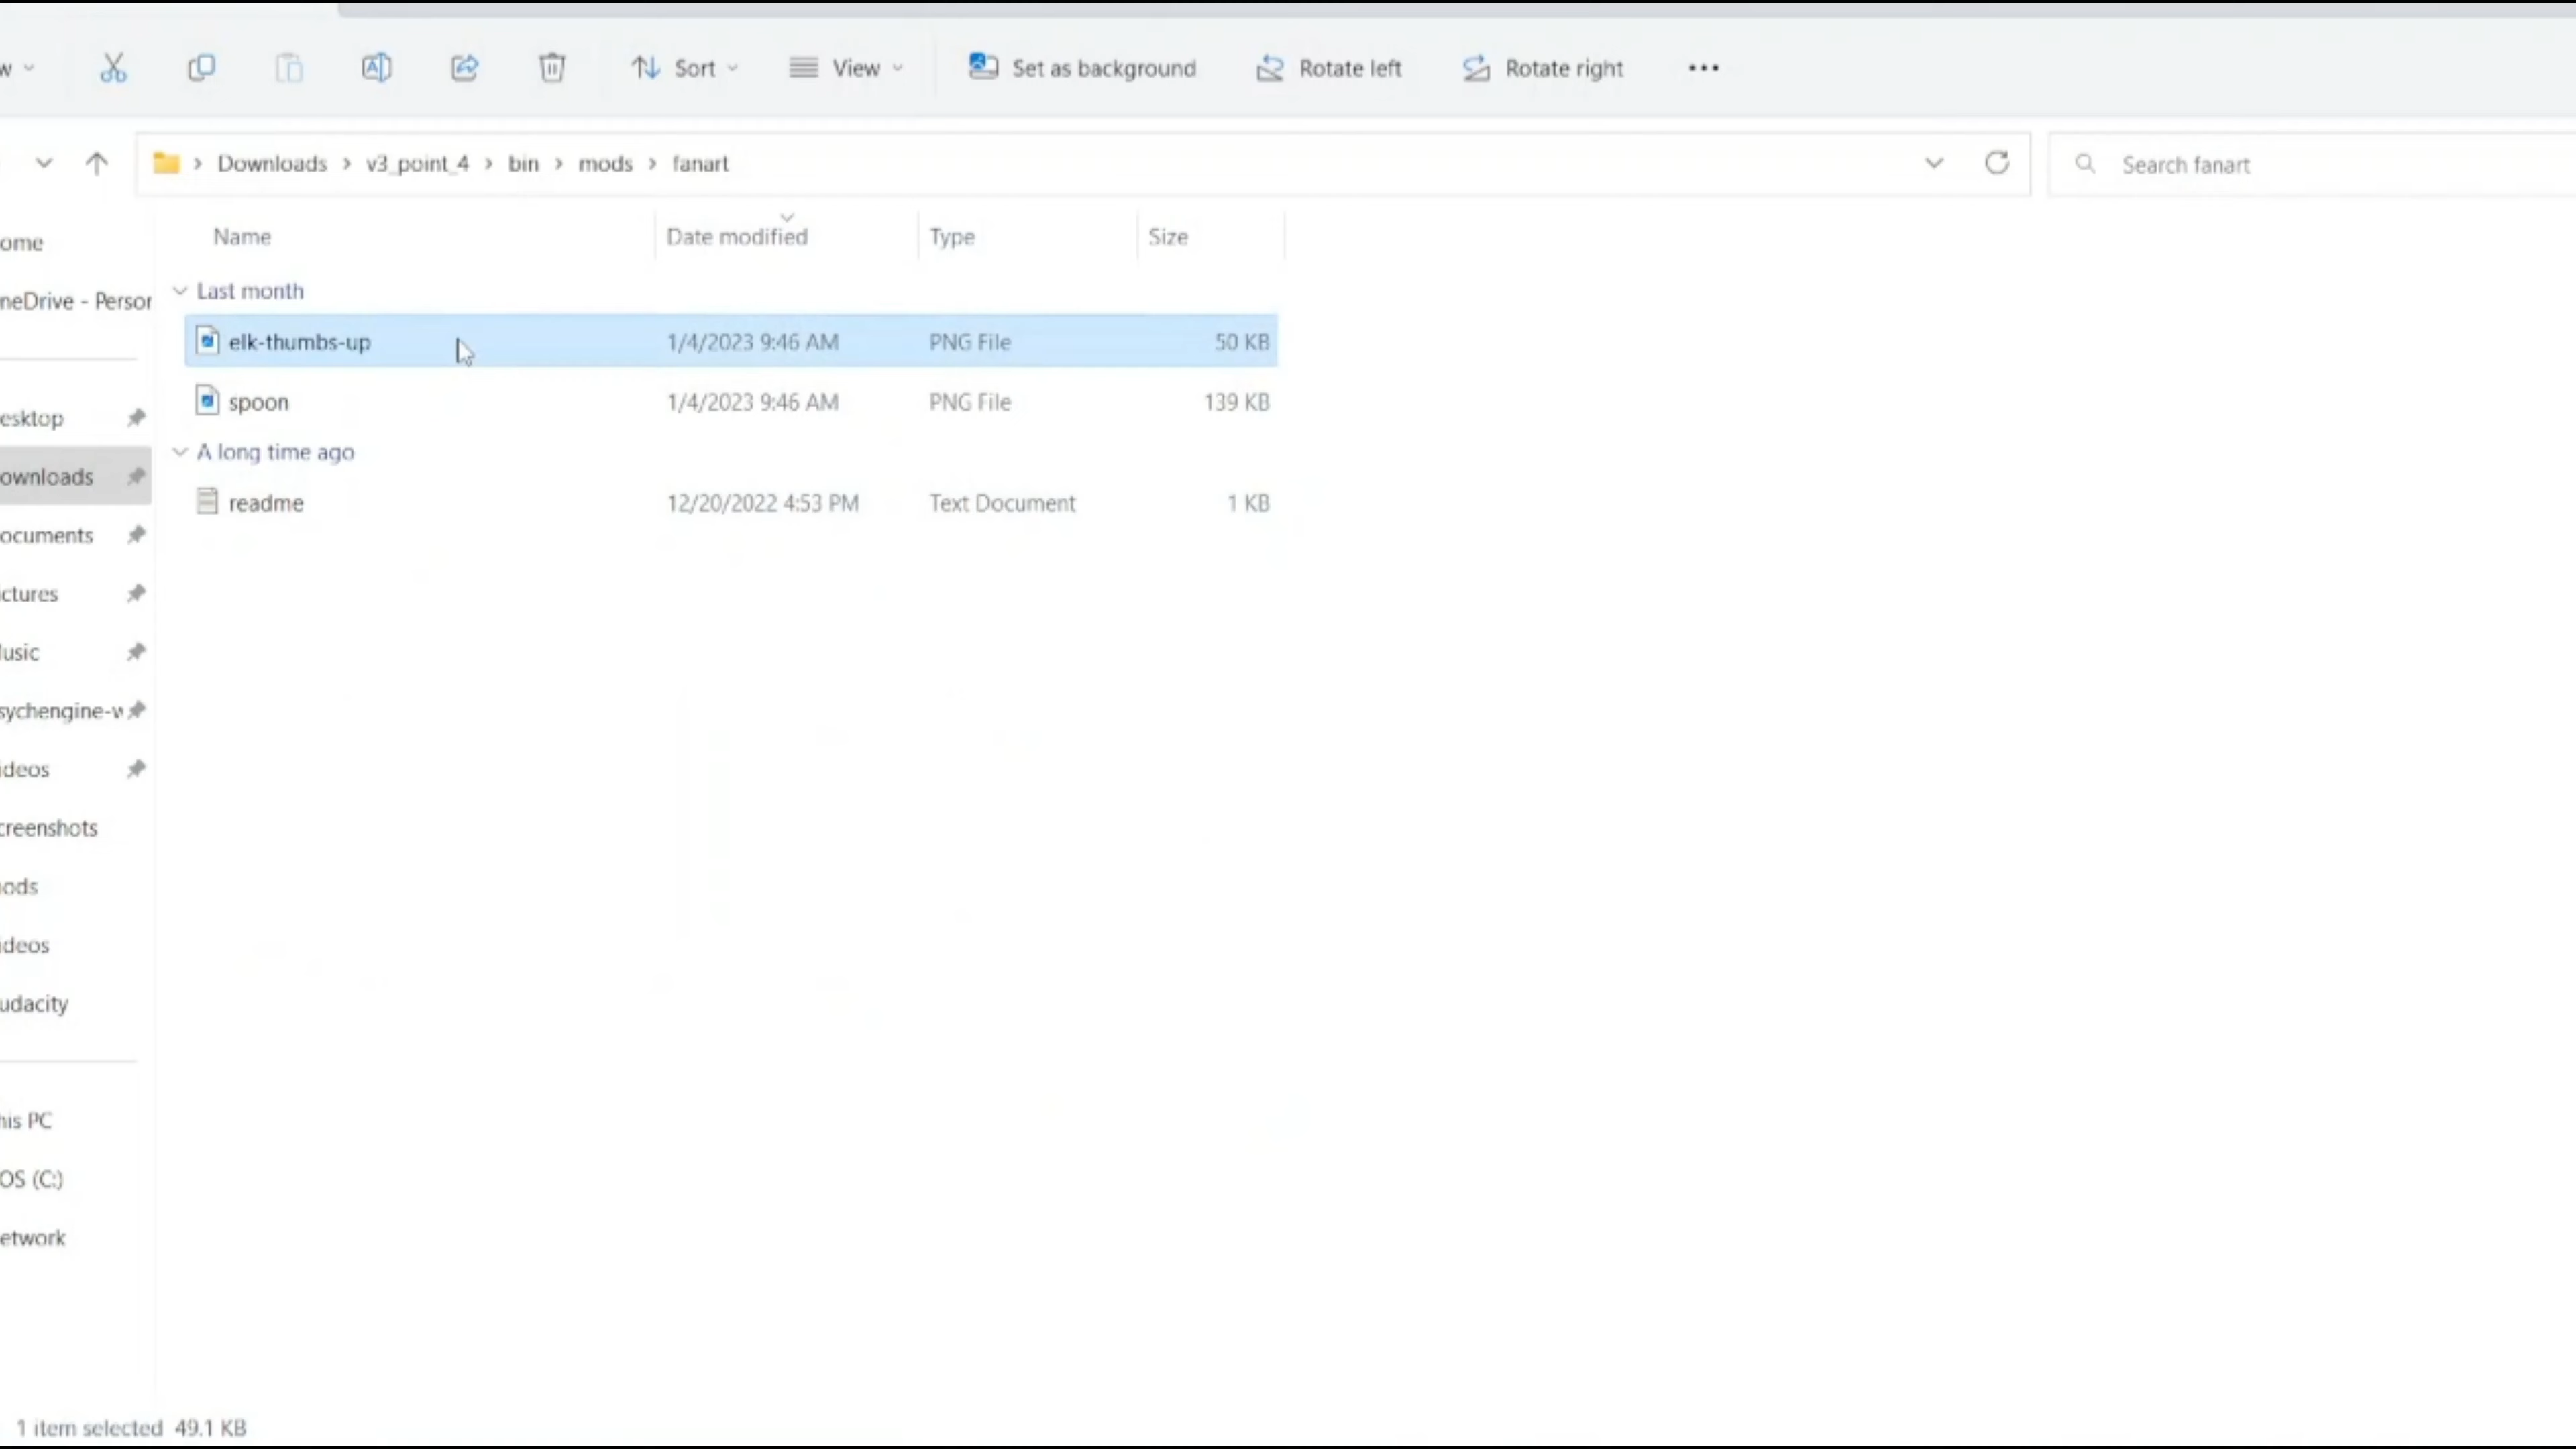 w
Sort
View
Set as background
Rotate left
Rotate right
Downloads > v3_point_4 > bin > mods > fanart
Search fanart
Name
Date modified
Type
Size
ome
neDrive - Persor
esktop
ownloads
ocuments
ictures
lusic
sychengine-v
ideos
creenshots
ods
ideos
udacity
his PC
OS (C:)
etwork
Last month
elk-thumbs-up 1/4/2023 9:46 AM PNG File 50 KB
spoon 1/4/2023 9:46 AM PNG File 139 KB
A long time ago
readme 12/20/2022 4:53 PM Text Document 1 KB
1 item selected 49.1 KB